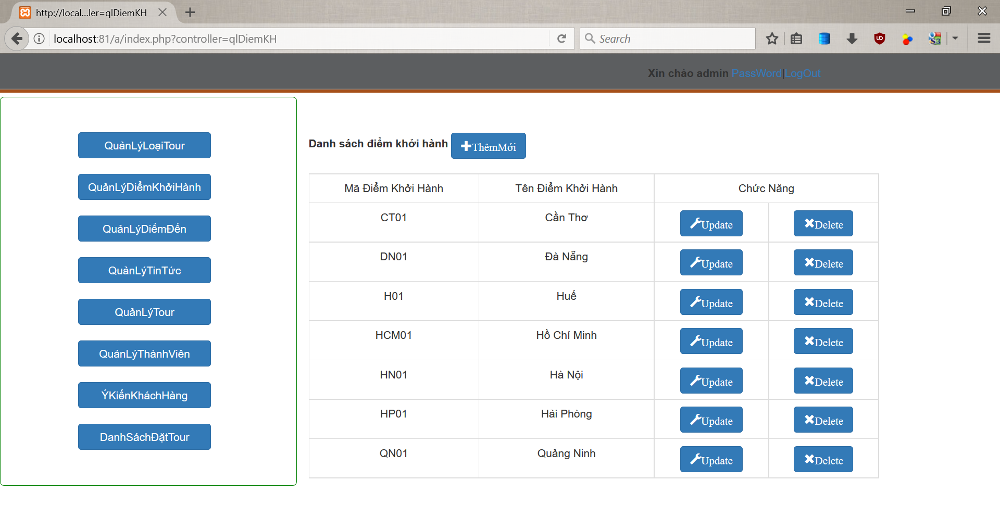 http://local...ler=qlDiemKH
localhost:81/a/index.php?controller=qlDiemKH
Search
Xin chào admin PassWord|LogOut
QuảnLýLoạiTour
QuảnLýDiểmKhởiHành
QuảnLýDiểmĐến
QuảnLýTinTức
QuảnLýTour
QuảnLýThànhViên
ÝKiếnKháchHàng
DanhSáchĐặtTour
Danh sách điểm khởi hành ThêmMới
Mã Điểm Khởi Hành Tên Điểm Khởi Hành Chức Năng
CT01 Cần Thơ Update Delete
DN01 Đà Nẵng Update Delete
H01 Huế Update Delete
HCM01 Hồ Chí Minh Update Delete
HN01 Hà Nội Update Delete
HP01 Hải Phòng Update Delete
QN01 Quảng Ninh Update Delete